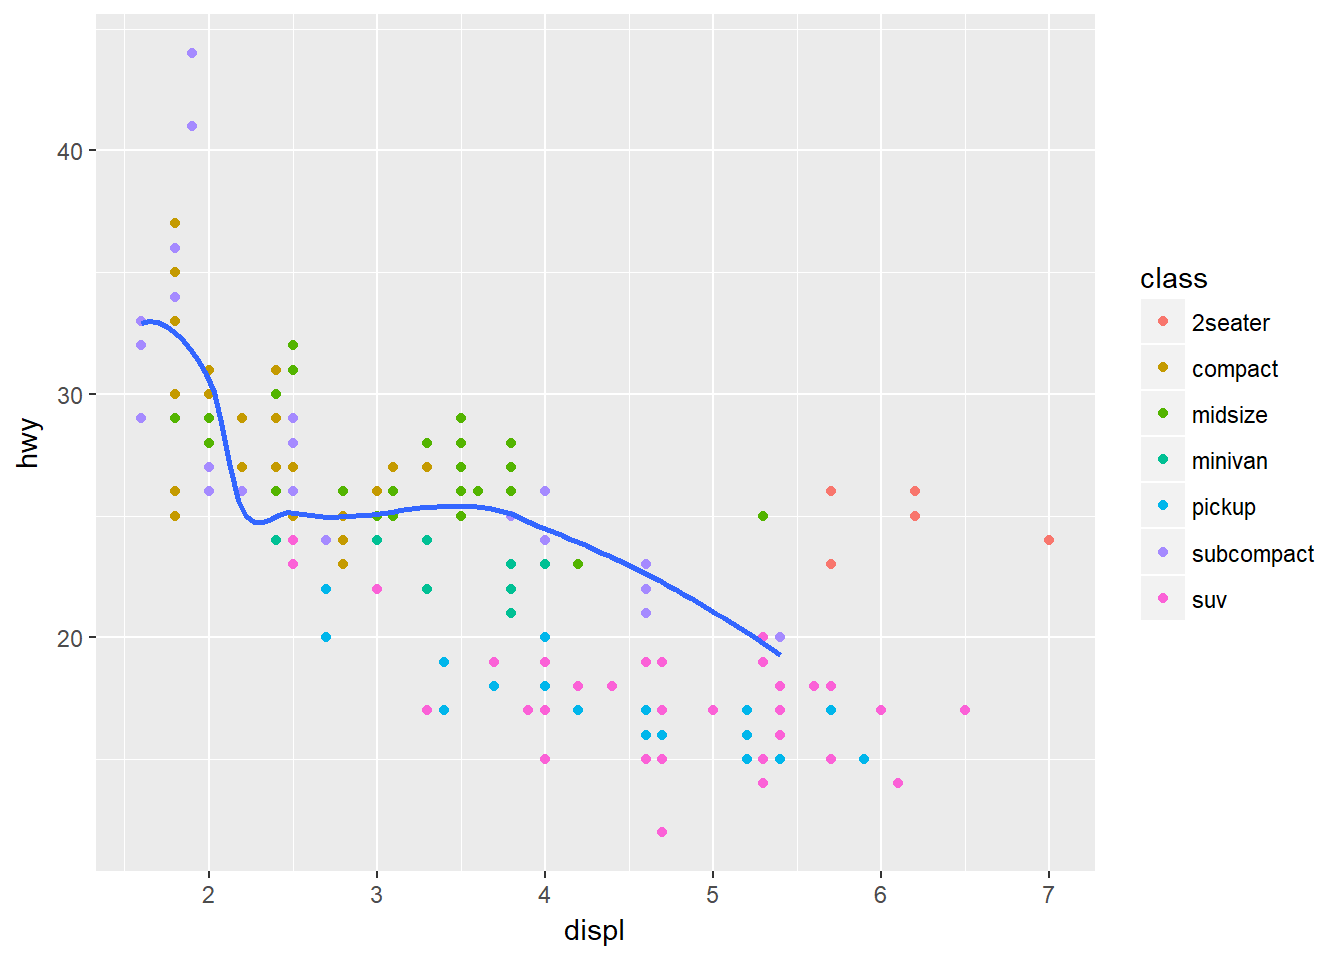 40
30
20
hwy
2
3
4
5
6
7
displ
class
2seater
compact
midsize
minivan
pickup
subcompact
suv